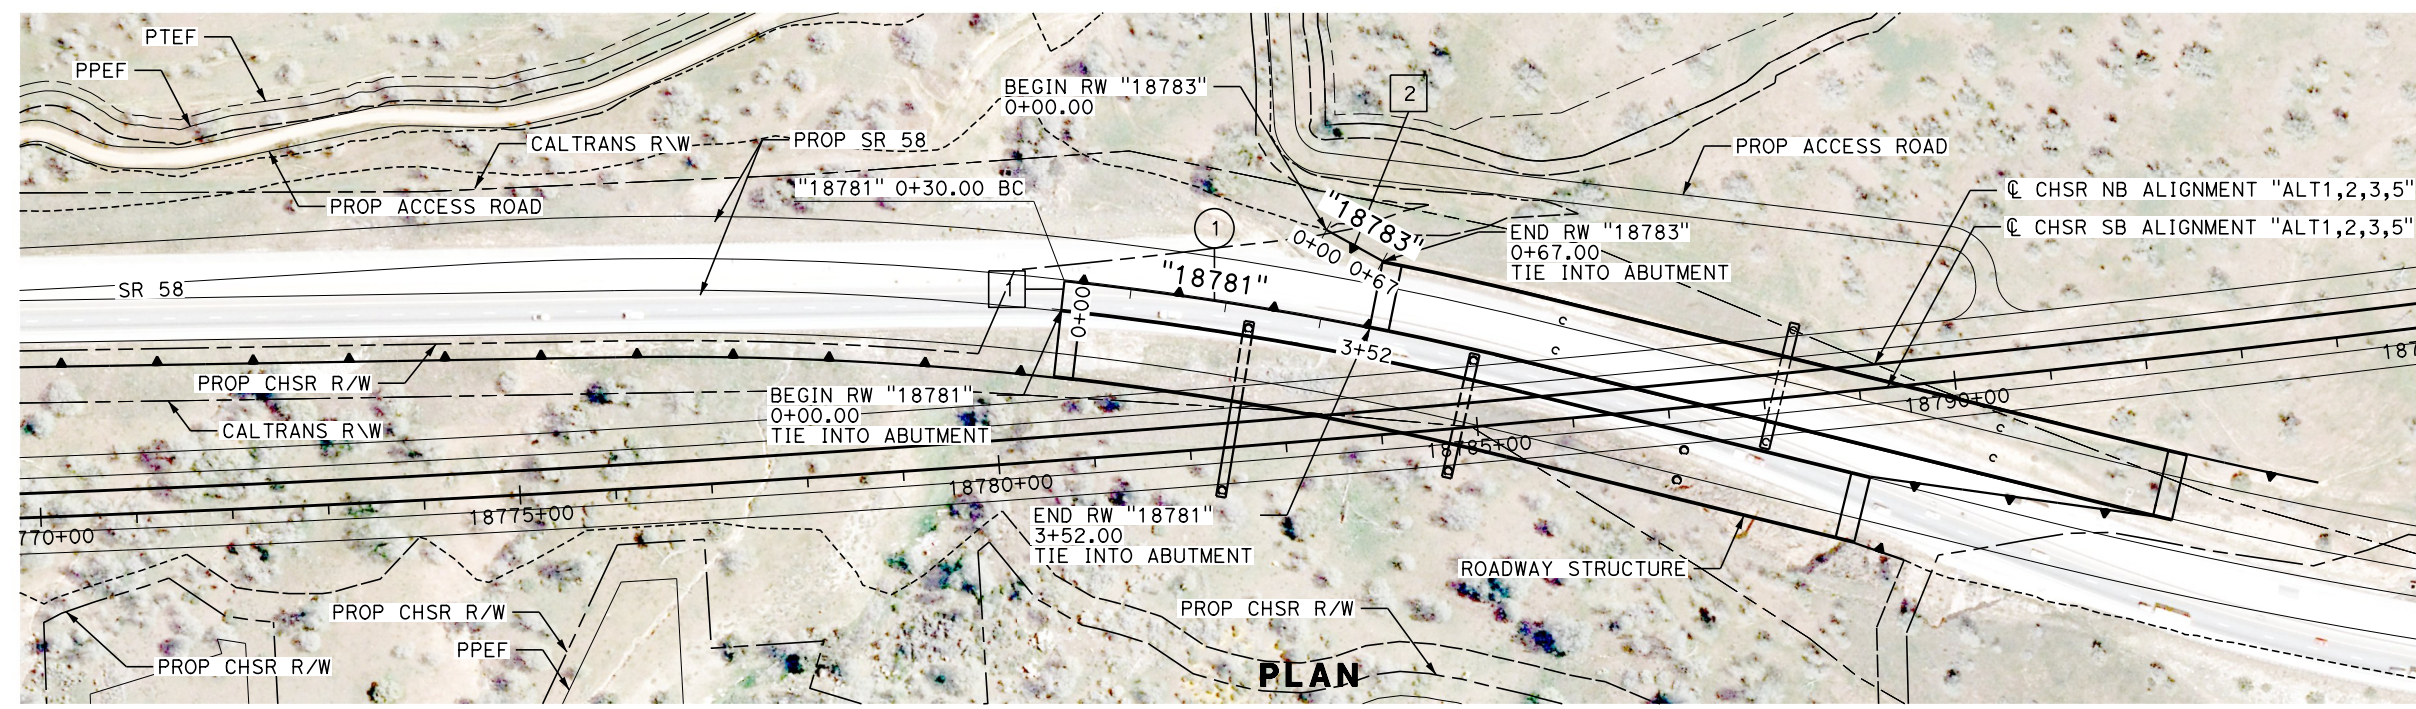 PTEF
PPEF
BEGIN RW "18783"
0+00.00
2
CALTRANS R\W
PROP SR 58
PROP ACCESS ROAD
"18781" 0+30.00 BC
℄ CHSR NB ALIGNMENT "ALT1,2,3,5"
PROP ACCESS ROAD
"18783"
1
END RW "18783"
0+67.00
TIE INTO ABUTMENT
℄ CHSR SB ALIGNMENT "ALT1,2,3,5"
0+00
0+67
SR 58
1
"18781"
0+00
3+52
PROP CHSR R/W
BEGIN RW "18781"
0+00.00
TIE INTO ABUTMENT
CALTRANS R\W
18790+00
18785+00
18780+00
18775+00
770+00
187
END RW "18781"
3+52.00
TIE INTO ABUTMENT
ROADWAY STRUCTURE
PROP CHSR R/W
PROP CHSR R/W
PPEF
PROP CHSR R/W
PLAN